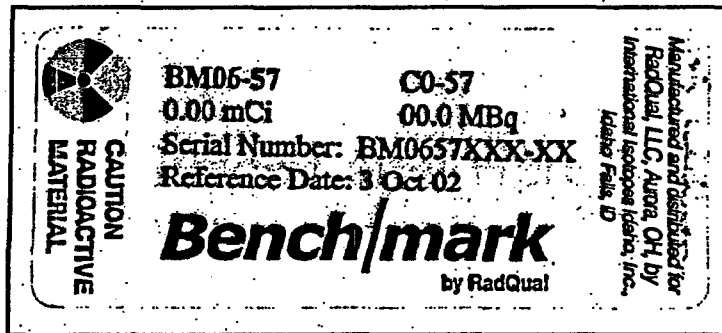 CAUTION
RADIOACTIVE
MATERIAL
BM06-57 C0-57
0.00 mCi 00.0 MBq
Serial Number: BM0657XXX-XX
Reference Date: 3 Oct 02
Bench/mark
by RadQual
Manufactured and distributed for
RadQual, LLC, Aurora, OH, by
International Isotopes Idaho, Inc.,
Idaho Falls, ID